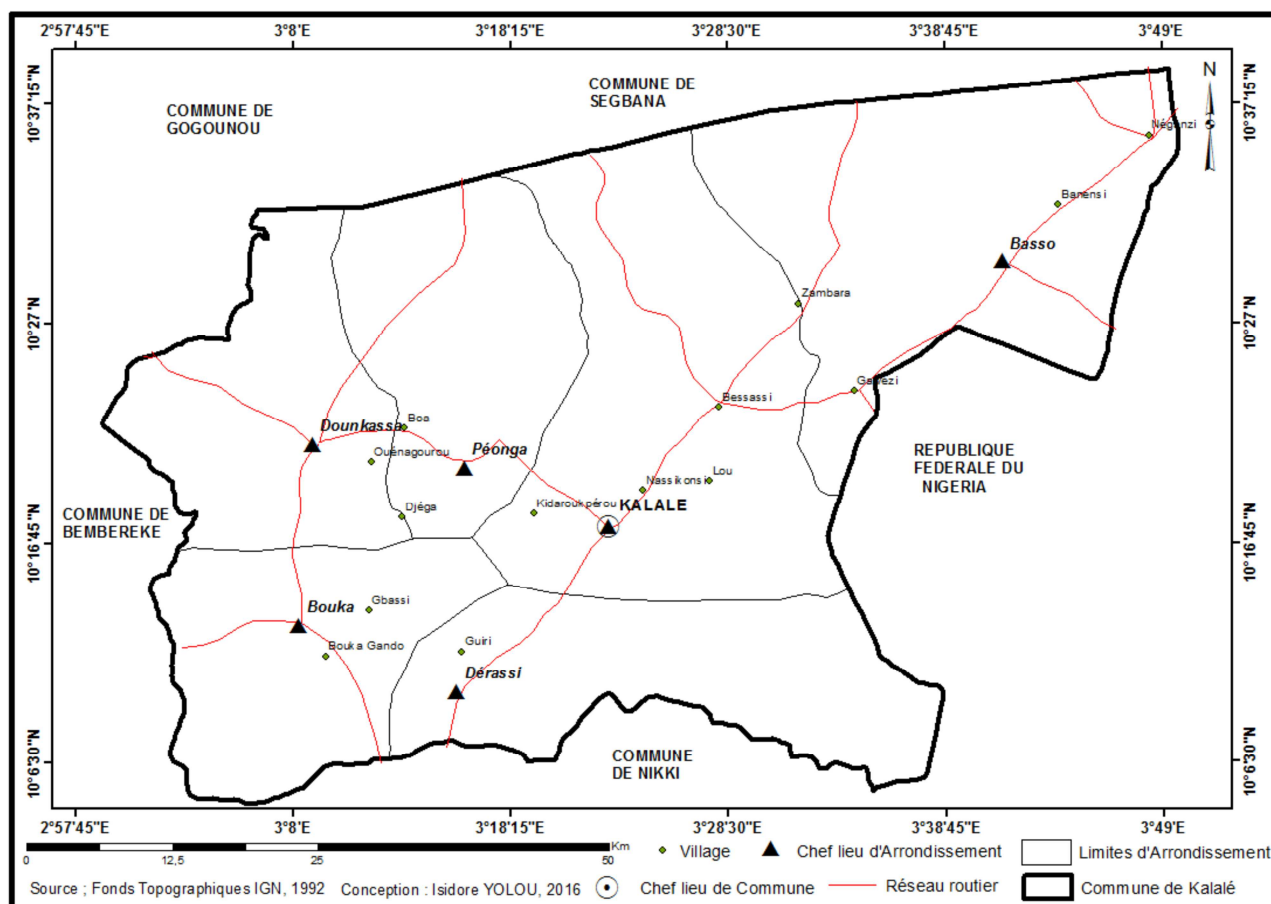 2°57'45"E 3°8'E 3°18'15"E 3°28'30"E 3°38'45"E 3°49'E
10°37'15"N
10°27'N
10°16'45"N
10°6'30"N
COMMUNE DE
GOGOUNOU
COMMUNE DE
SEGBANA
N
10°37'15"N
10°27'N
10°16'45"N
10°6'30"N
Néganzi
Banensi
Basso
Zambara
Gawezi
Bessassi
Boa
Dounkassa
Ouénagourou
Péonga
Nassikonsi
Lou
Kidaroukpérou
KALALE
Djéga
REPUBLIQUE
FEDERALE DU
NIGERIA
COMMUNE DE
BEMBEREKE
Bouka
Gbassi
Bouka Gando
Guiri
Dérassi
COMMUNE
DE NIKKI
2°57'45"E 3°8'E 3°18'15"E 3°28'30"E 3°38'45"E 3°49'E
0 12,5 25 50 Km
Village Chef lieu d'Arrondissement Limites d'Arrondissement
Source ; Fonds Topographiques IGN, 1992 Conception : Isidore YOLOU, 2016 Chef lieu de Commune Réseau routier Commune de Kalalé